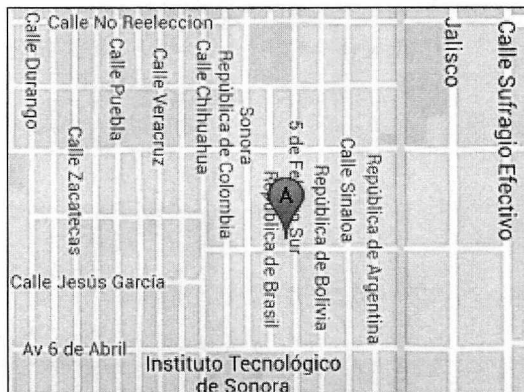 Calle No Reeleccion
Calle Durango
Calle Zacatecas
Calle Puebla
Calle Veracruz
Calle Chihuahua
República de Colombia
Sonora
República de Brasil
5 de Fe Sur
República de Bolivia
Calle Sinaloa
República de Argentina
Jalisco
Calle Sufragio Efectivo
A
Calle Jesús García
Av 6 de Abril
Instituto Tecnológico
de Sonora